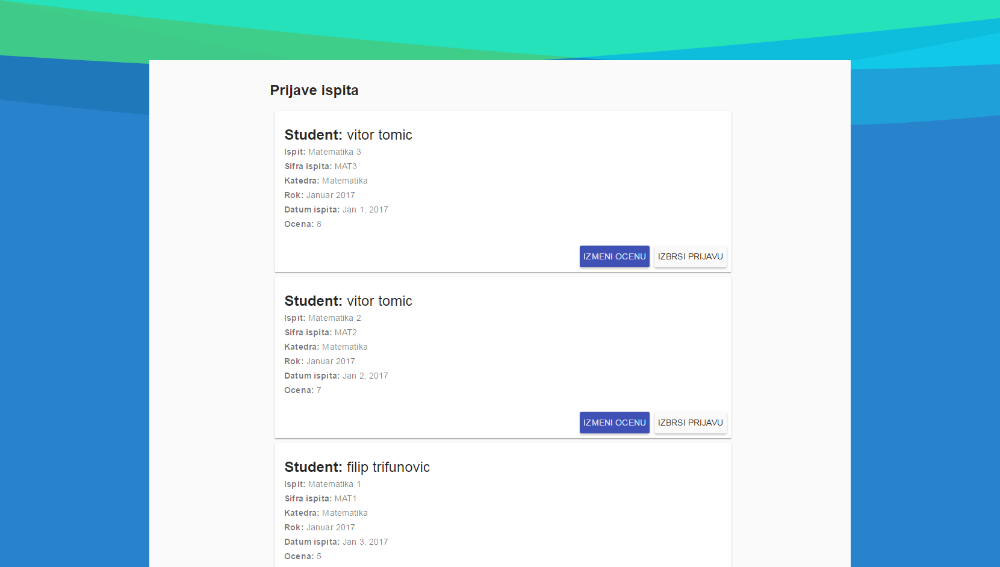 Prijave ispita
Student: vitor tomic
Ispit: Matematika 3
Sifra ispita: MAT3
Katedra: Matematika
Rok: Januar 2017
Datum ispita: Jan 1, 2017
Ocena: 8
IZMENI OCENU IZBRSI PRIJAVU
Student: vitor tomic
Ispit: Matematika 2
Sifra ispita: MAT2
Katedra: Matematika
Rok: Januar 2017
Datum ispita: Jan 2, 2017
Ocena: 7
IZMENI OCENU IZBRSI PRIJAVU
Student: filip trifunovic
Ispit: Matematika 1
Sifra ispita: MAT1
Katedra: Matematika
Rok: Januar 2017
Datum ispita: Jan 3, 2017
Ocena: 5